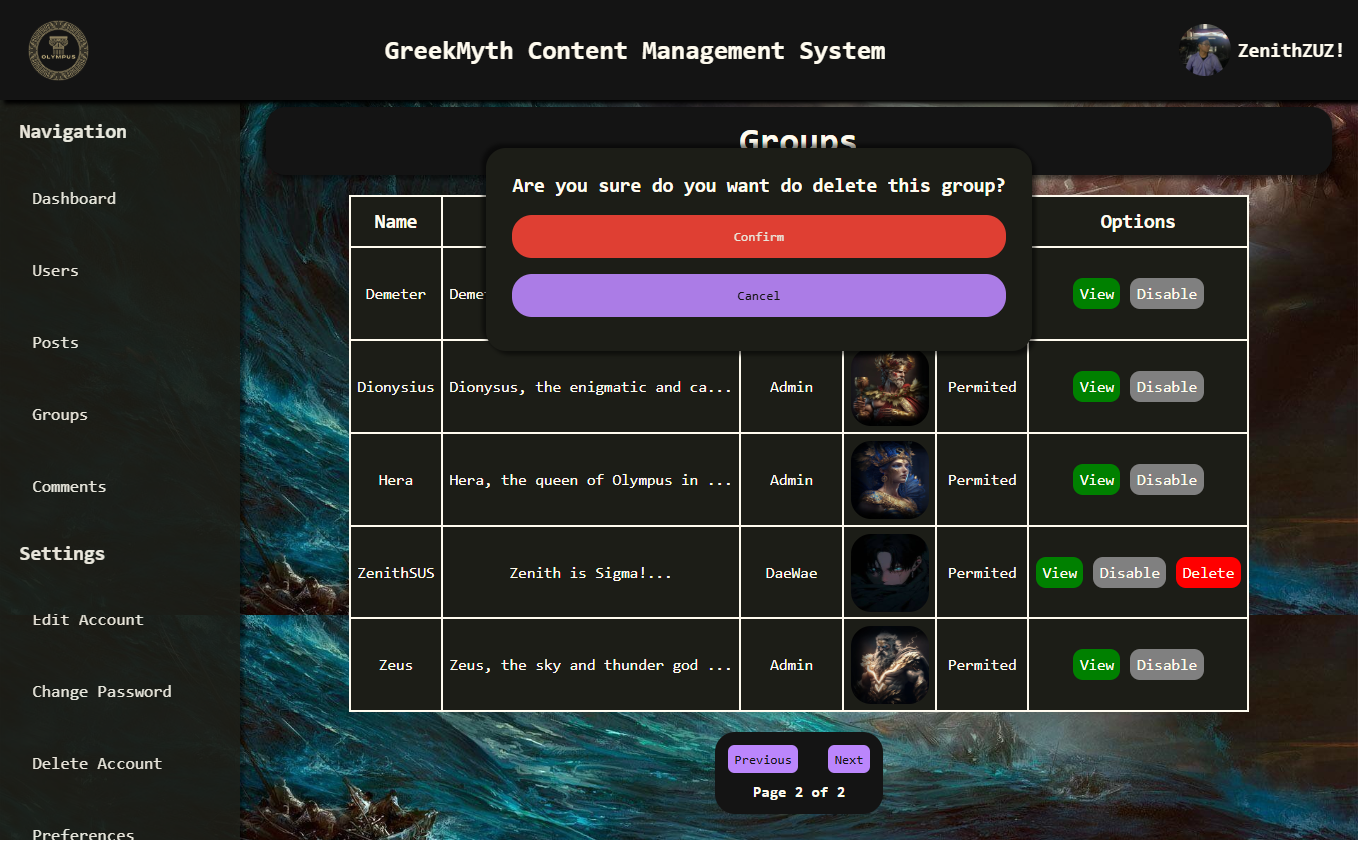 OLYMPUS
GreekMyth Content Management System
ZenithZUZ!
Navigation
Dashboard
Users
Posts
Groups
Comments
Settings
Edit Account
Change Password
Delete Account
Preferences
Groups
Are you sure do you want do delete this group?
Confirm
Cancel
Name Options
Demeter Deme View Disable
Dionysius Dionysus, the enigmatic and ca... Admin Permited View Disable
Hera Hera, the queen of Olympus in ... Admin Permited View Disable
ZenithSUS Zenith is Sigma!... DaeWae Permited View Disable Delete
Zeus Zeus, the sky and thunder god ... Admin Permited View Disable
Previous Next
Page 2 of 2